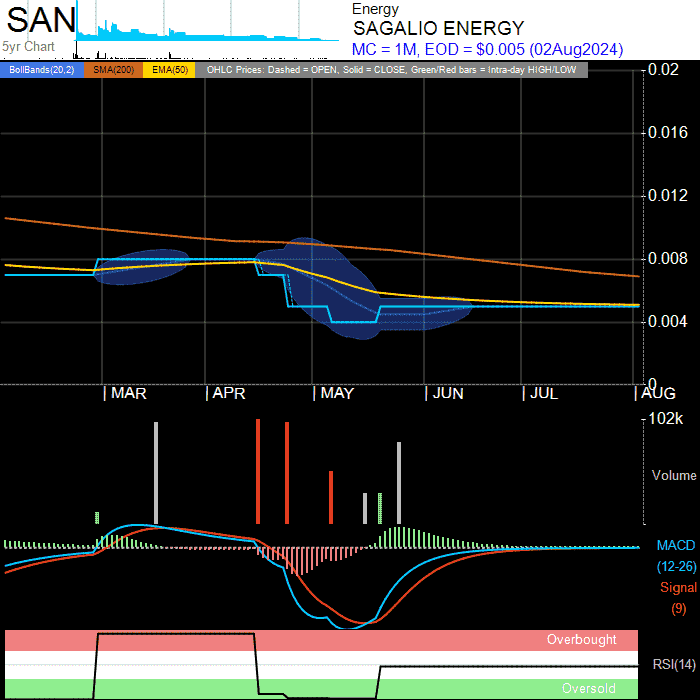 SAN
5yr Chart
Energy
SAGALIO ENERGY
MC = 1M, EOD = $0.005 (02Aug2024)
BollBands(20,2) SMA(200) EMA(50) OHLC Prices: Dashed = OPEN, Solid = CLOSE, Green/Red bars = Intra-day HIGH/LOW
0.02
0.016
0.012
0.008
0.004
0
MAR APR MAY JUN JUL AUG
102k
Volume
MACD
(12-26)
Signal
(9)
Overbought
RSI(14)
Oversold